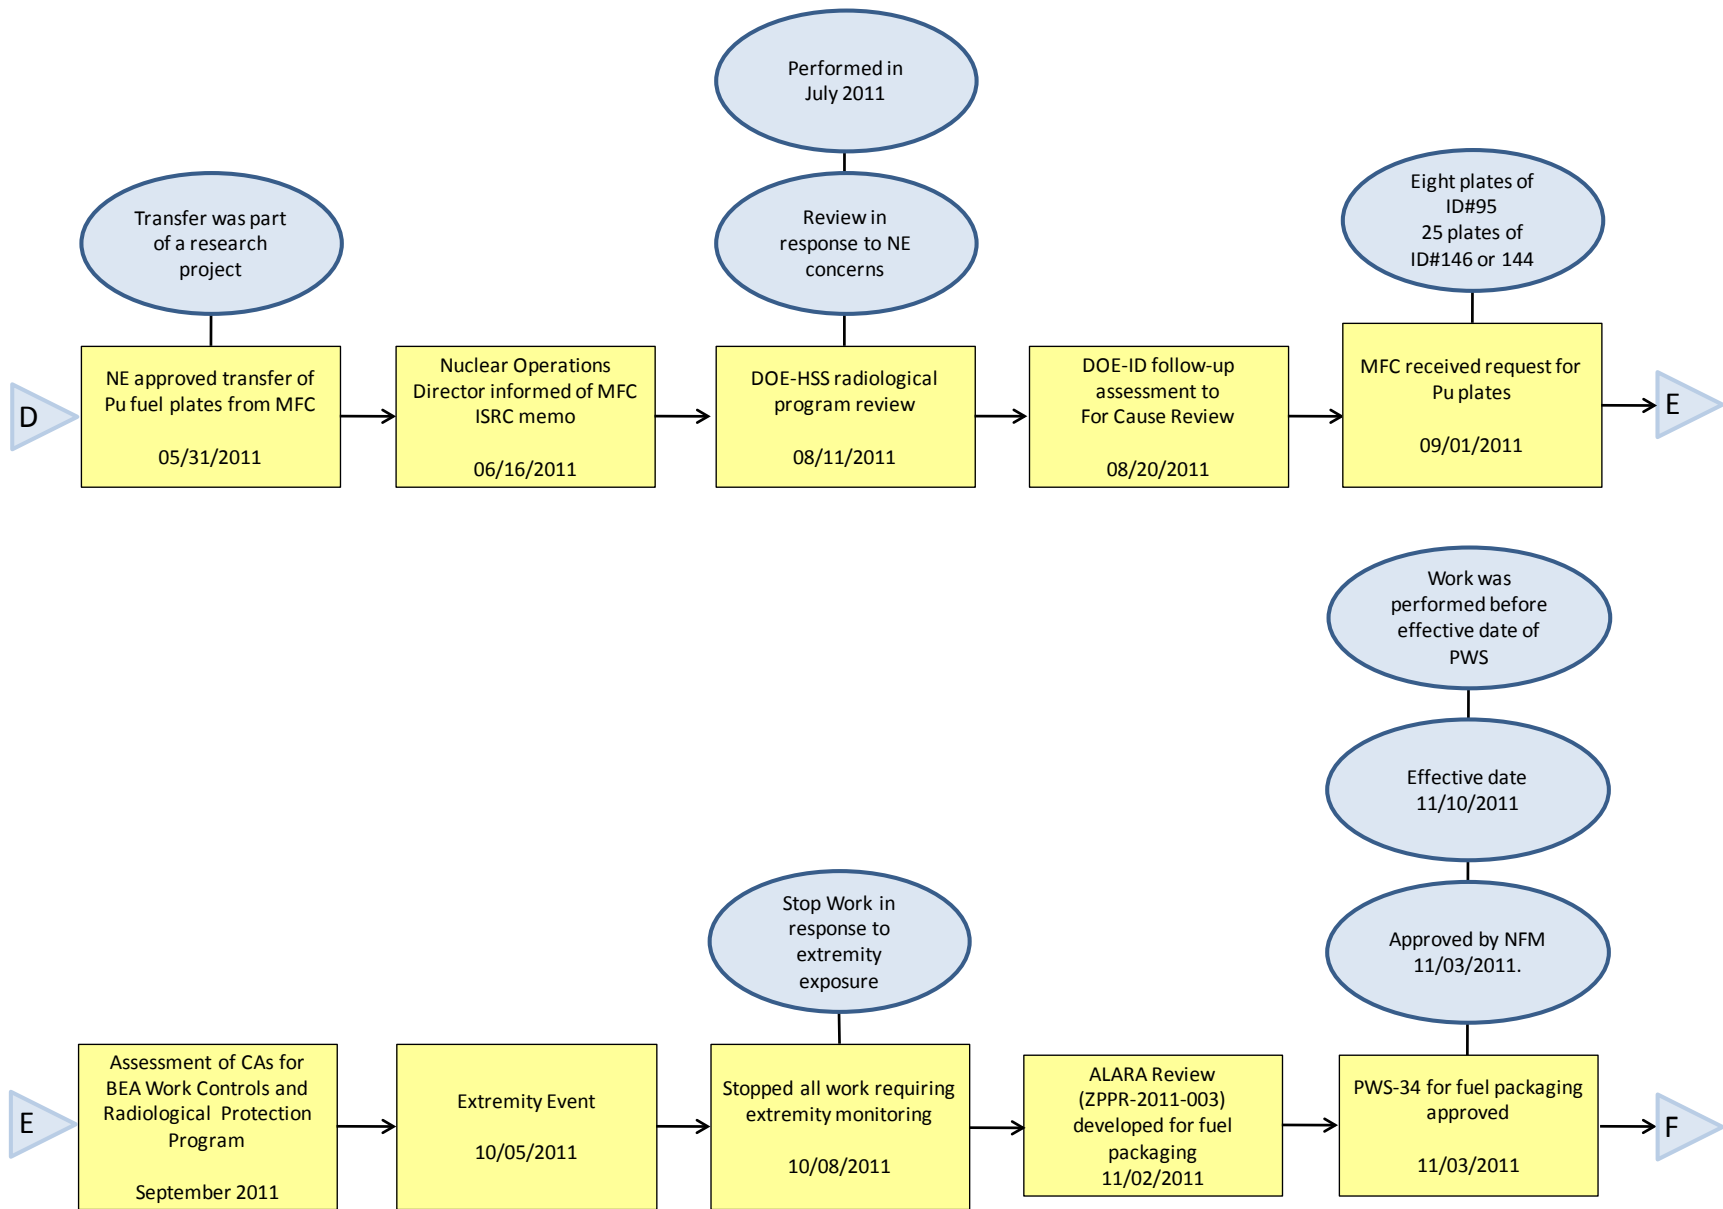 Performed in
July 2011
Transfer was part
of a research
project
Review in
response to NE
concerns
Eight plates of
ID#95
25 plates of
ID#146 or 144
D
NE approved transfer of
Pu fuel plates from MFC
05/31/2011
Nuclear Operations
Director informed of MFC
ISRC memo
06/16/2011
DOE-HSS radiological
program review
08/11/2011
DOE-ID follow-up
assessment to
For Cause Review
08/20/2011
MFC received request for
Pu plates
09/01/2011
E
Work was
performed before
effective date of
PWS
Effective date
11/10/2011
Stop Work in
response to
extremity
exposure
Approved by NFM
11/03/2011.
E
Assessment of CAs for
BEA Work Controls and
Radiological Protection
Program
September 2011
Extremity Event
10/05/2011
Stopped all work requiring
extremity monitoring
10/08/2011
ALARA Review
(ZPPR-2011-003)
developed for fuel
packaging
11/02/2011
PWS-34 for fuel packaging
approved
11/03/2011
F